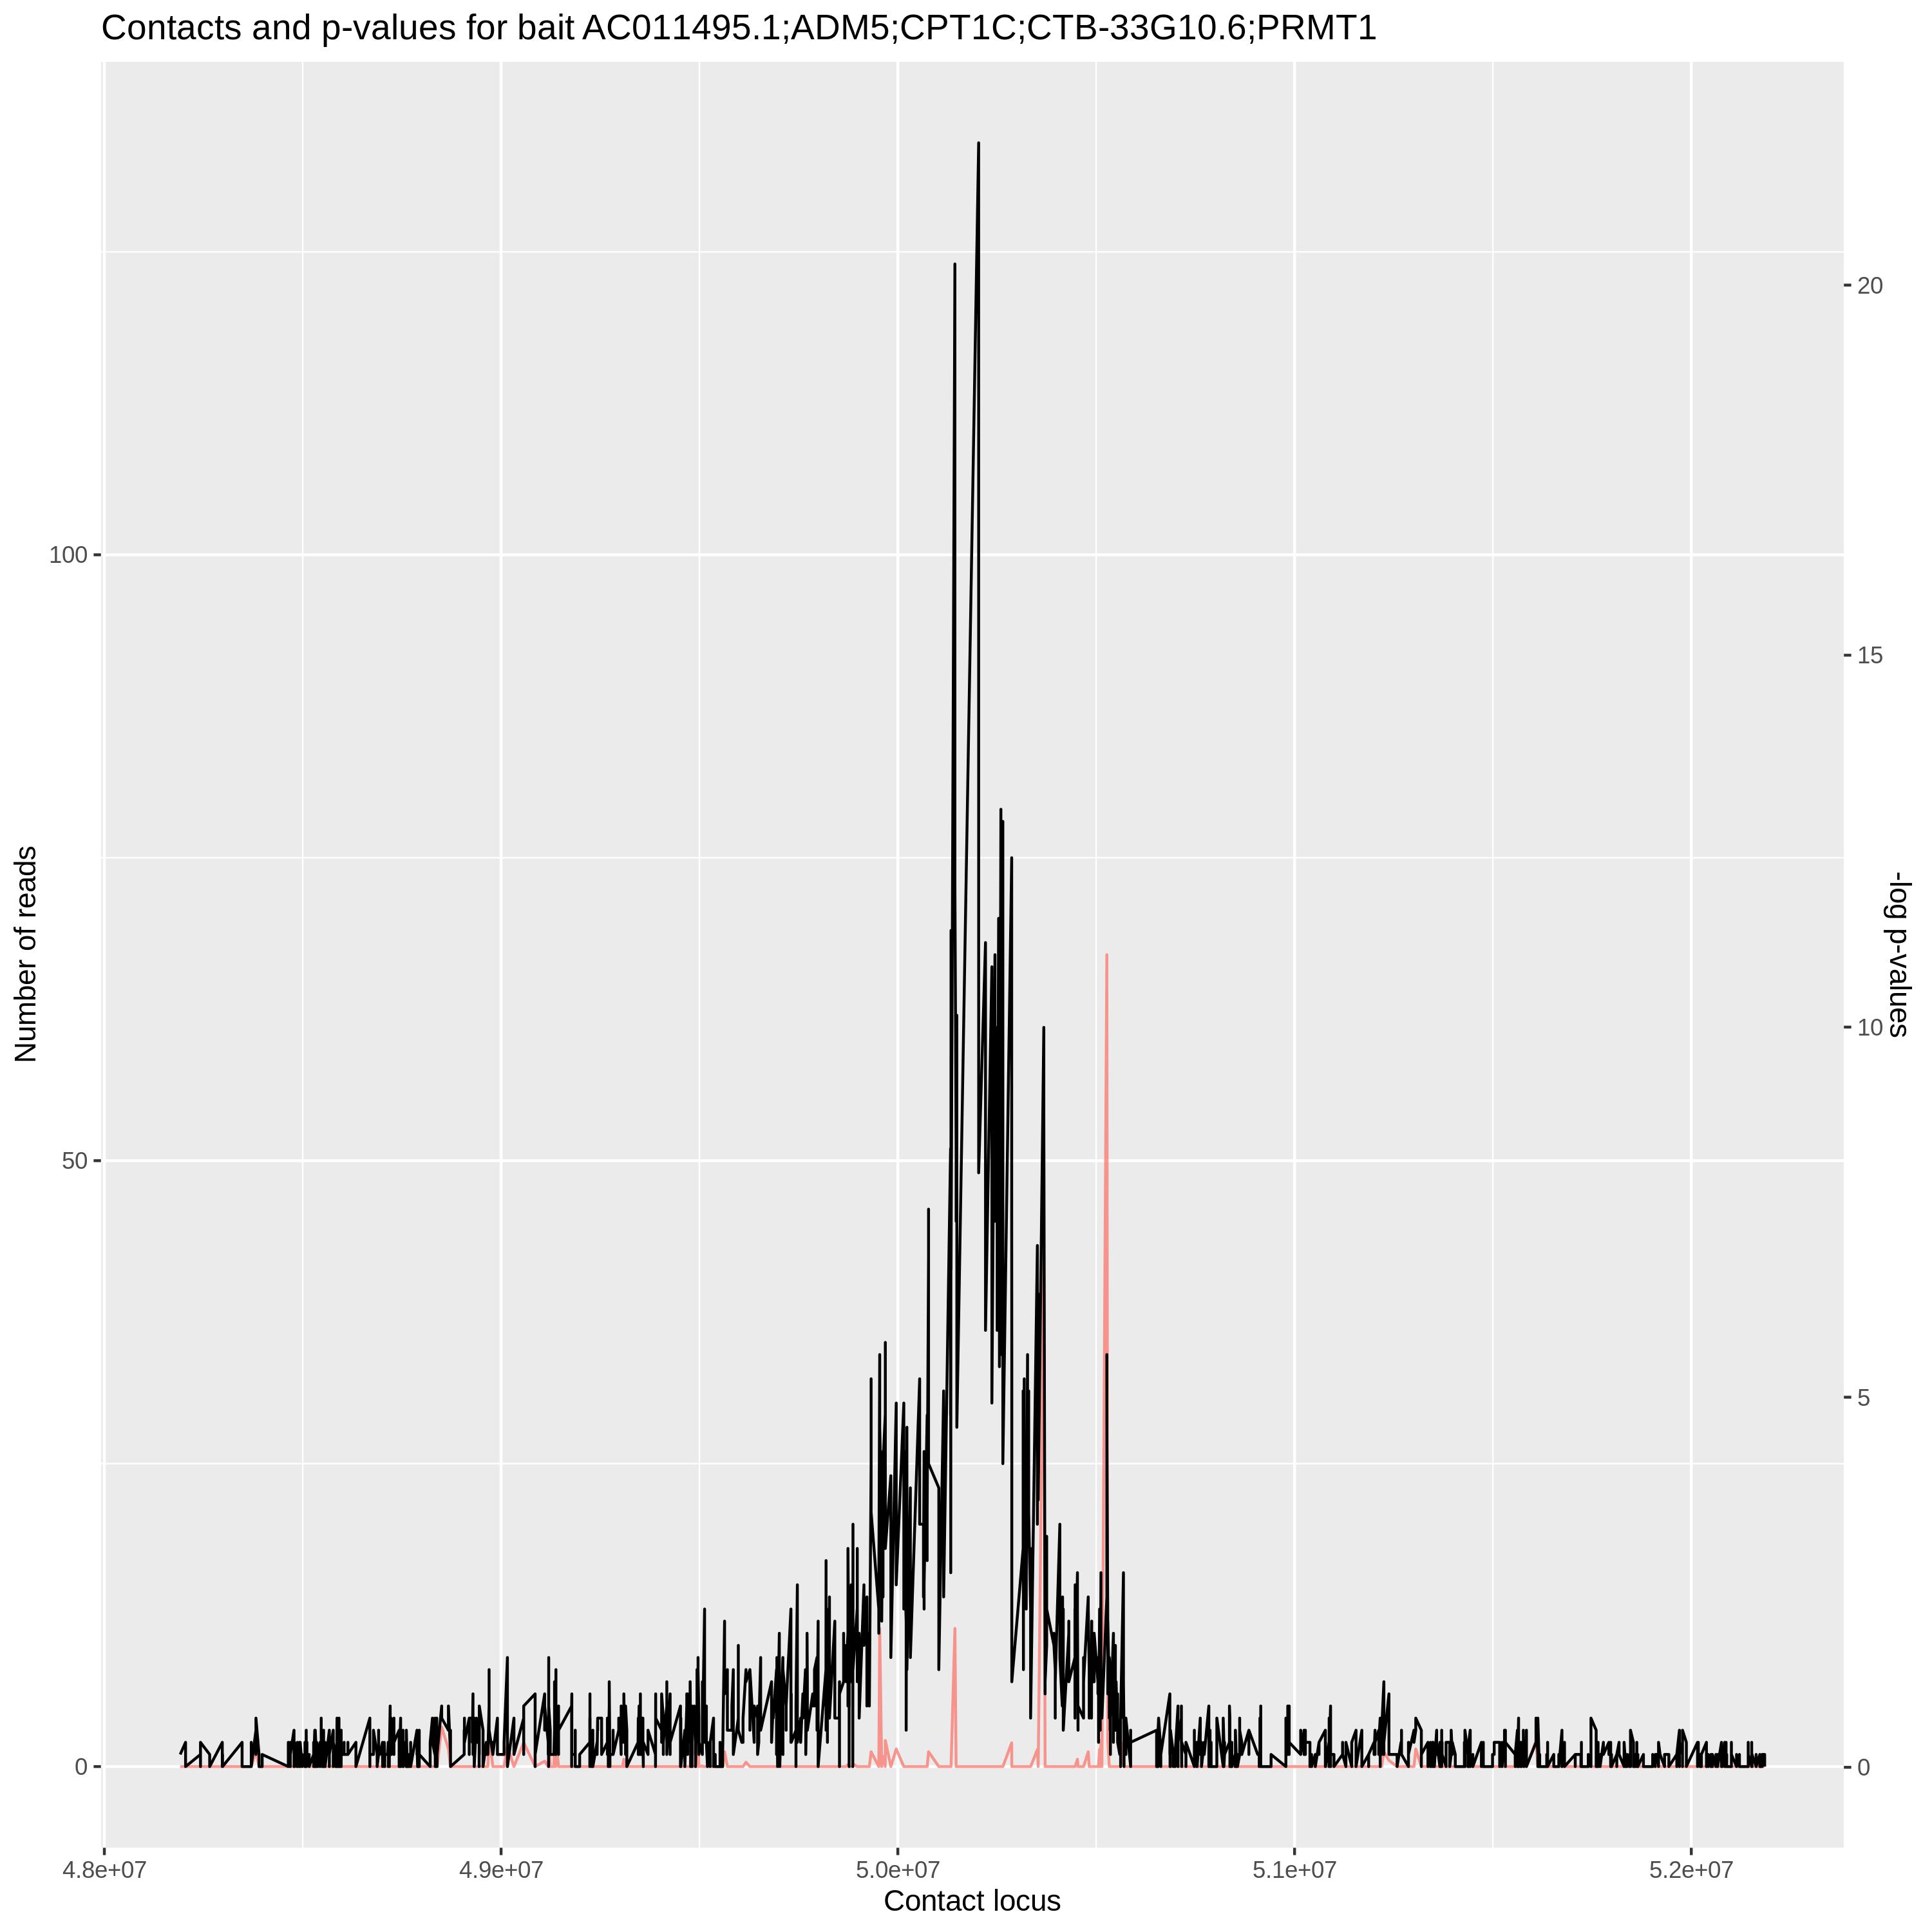 Contacts and p-values for bait AC011495.1;ADM5;CPT1C;CTB-33G10.6;PRMT1
Number of reads
100
50
0
20
15
10
5
0
-log p-values
4.8e+07 4.9e+07 5.0e+07 5.1e+07 5.2e+07
Contact locus